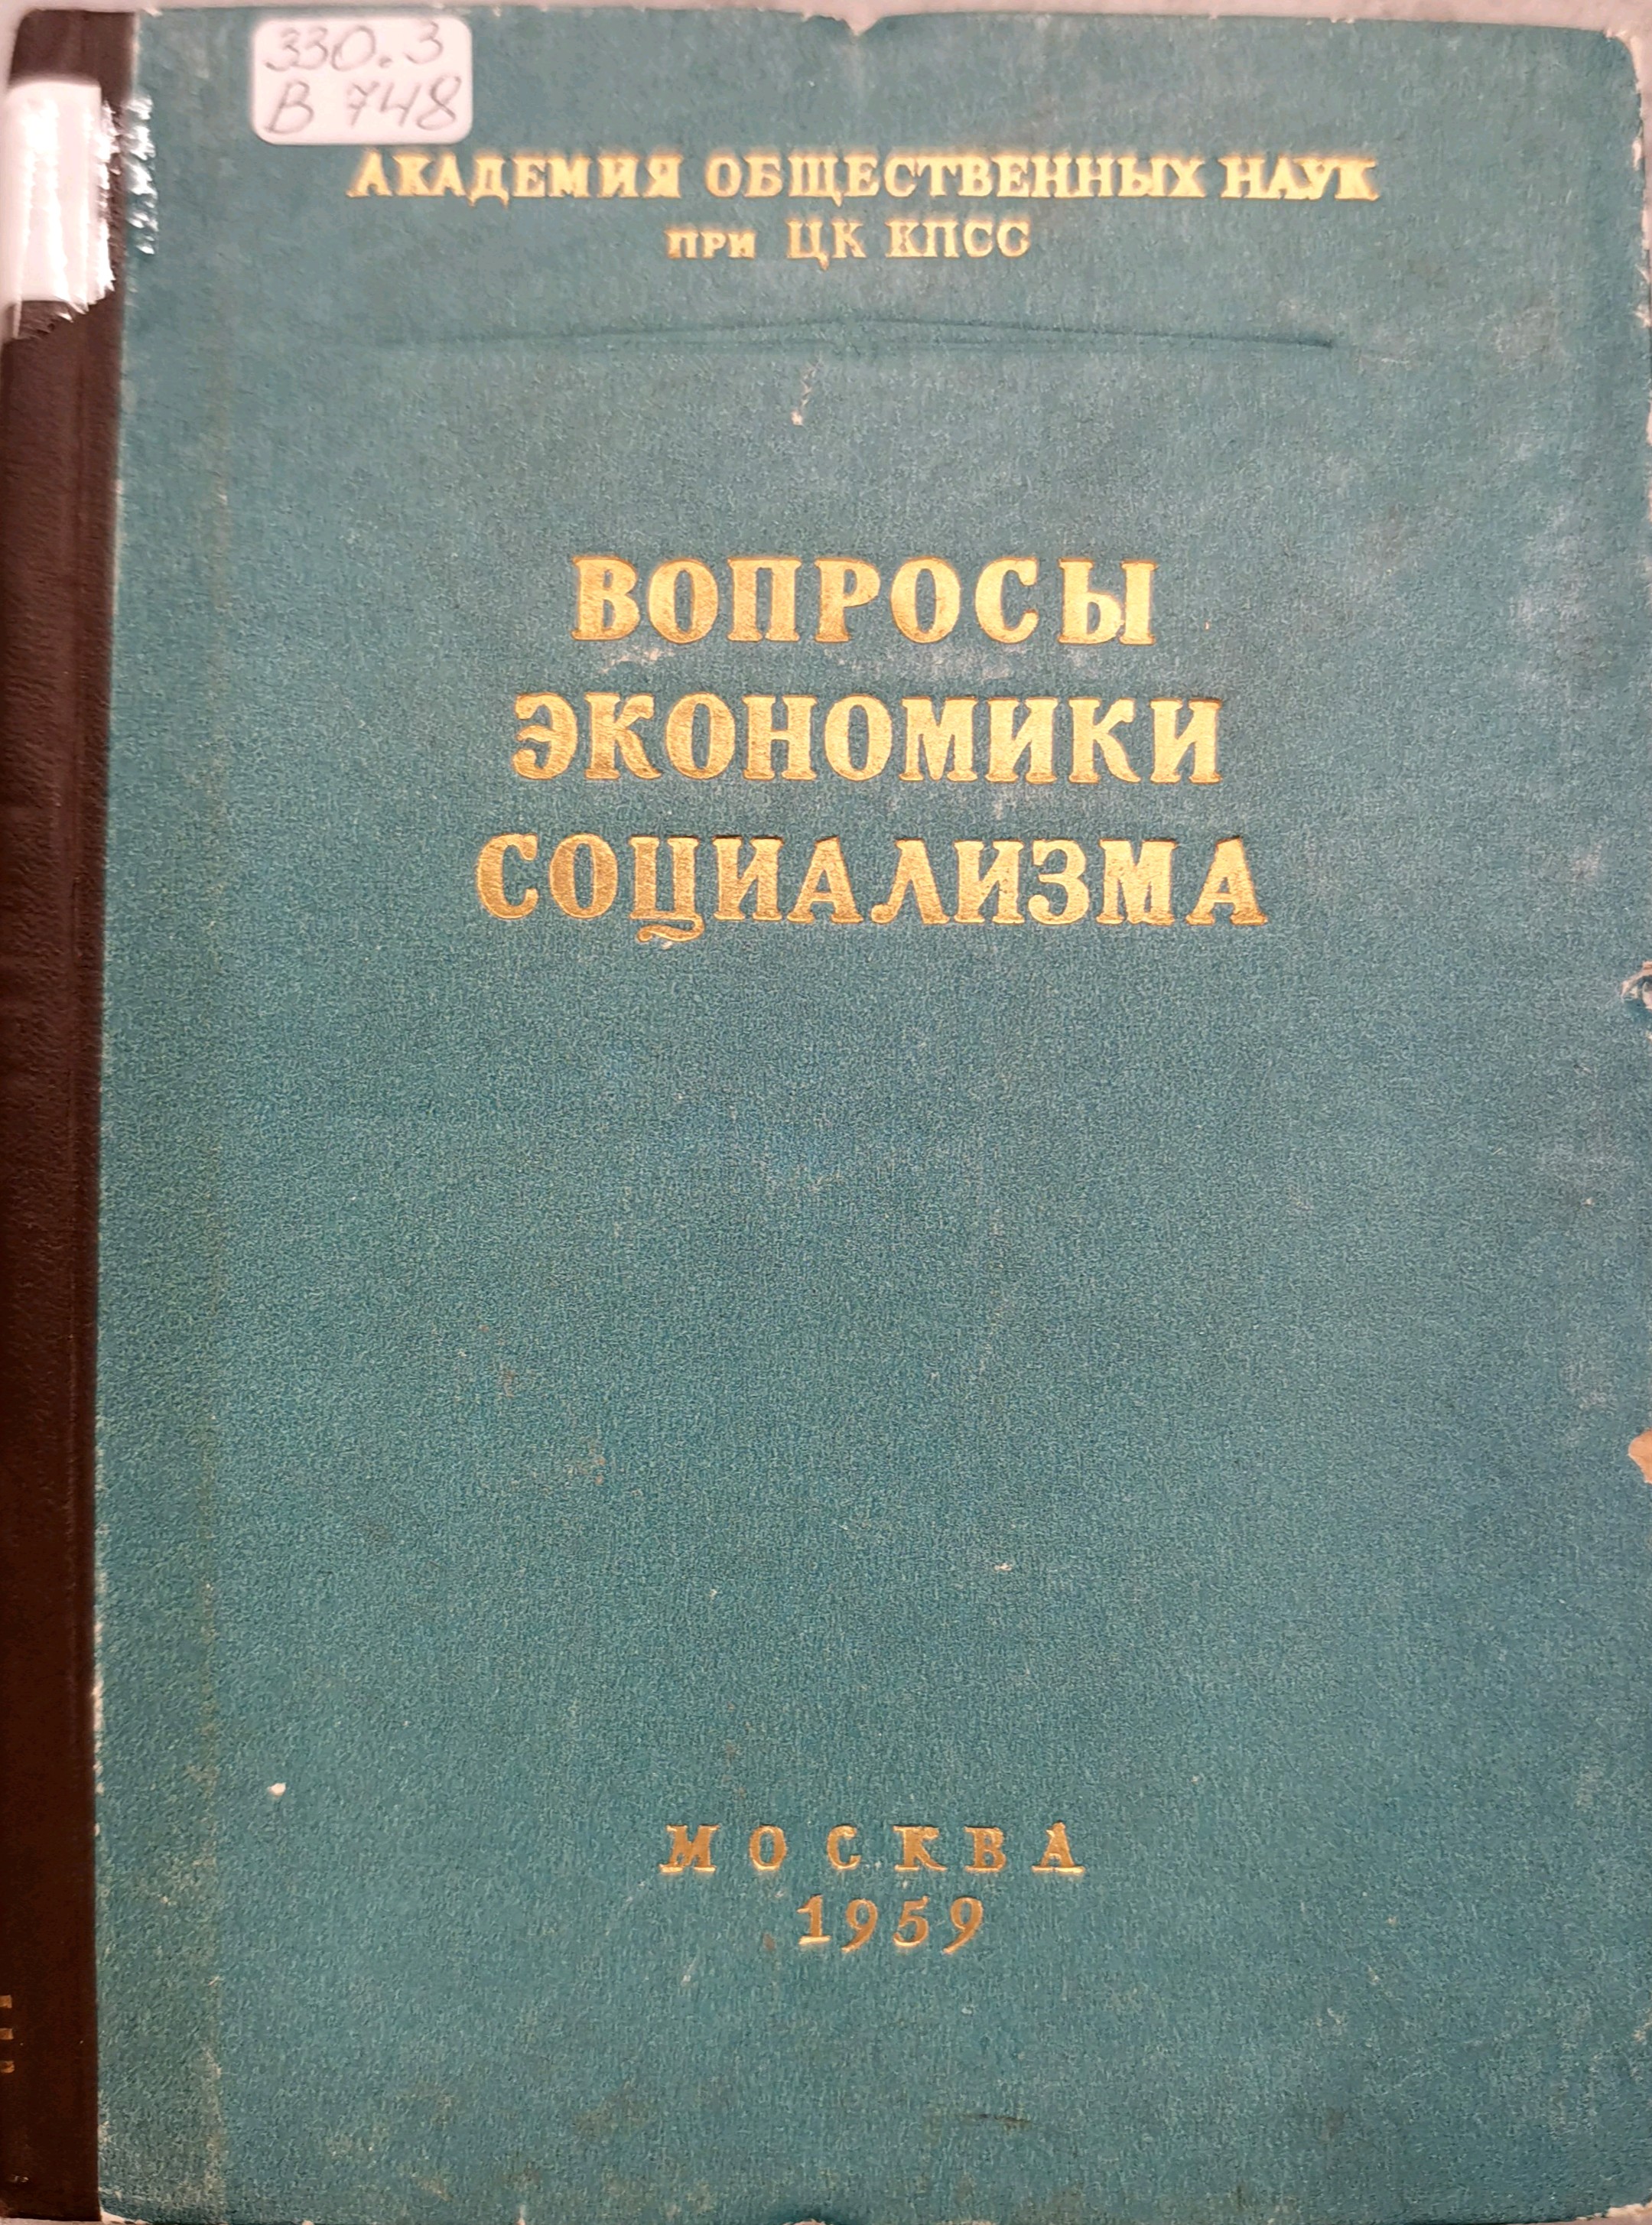 330.3
В 748
АКАДЕМИЯ ОБЩЕСТВЕННЫХ НАУК
при ЦК КПСС
ВОПРОСЫ
ЭКОНОМИКИ
СОЦИАЛИЗМА
МОСКВА
1959